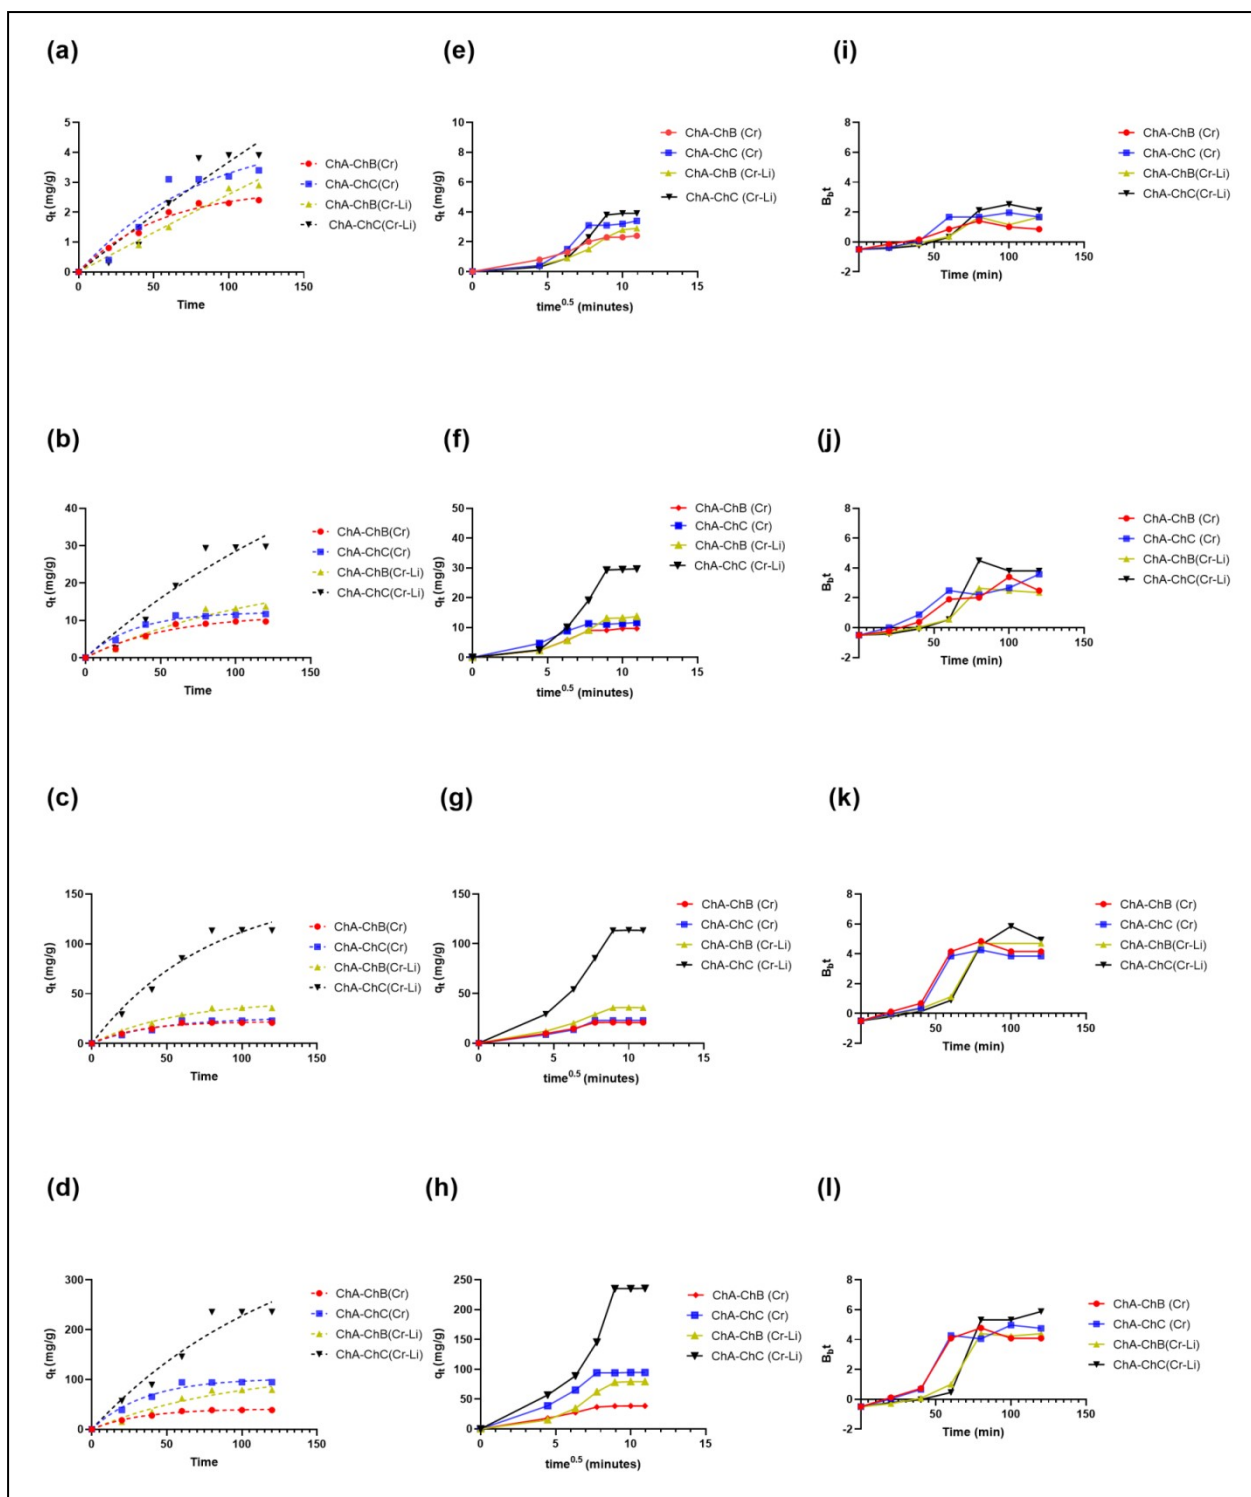 (a)
(e)
(i)
qt (mg/g)
5
4
3
2
1
0
0
50
100
150
Time
ChA-ChB(Cr)
ChA-ChC(Cr)
ChA-ChB(Cr-Li)
ChA-ChC(Cr-Li)
qt (mg/g)
10
8
6
4
2
0
0
5
10
15
time0.5 (minutes)
ChA-ChB (Cr)
ChA-ChC (Cr)
ChA-ChB (Cr-Li)
ChA-ChC (Cr-Li)
Bbt
8
6
4
2
0
-2
50
100
150
Time (min)
ChA-ChB (Cr)
ChA-ChC (Cr)
ChA-ChB(Cr-Li)
ChA-ChC(Cr-Li)
(b)
(f)
(j)
qt (mg/g)
40
30
20
10
0
0
50
100
150
Time
ChA-ChB(Cr)
ChA-ChC(Cr)
ChA-ChB(Cr-Li)
ChA-ChC(Cr-Li)
qt (mg/g)
50
40
30
20
10
0
0
5
10
15
time0.5 (minutes)
ChA-ChB (Cr)
ChA-ChC (Cr)
ChA-ChB (Cr-Li)
ChA-ChC (Cr-Li)
Bbt
8
6
4
2
0
-2
50
100
150
Time (min)
ChA-ChB (Cr)
ChA-ChC (Cr)
ChA-ChB(Cr-Li)
ChA-ChC(Cr-Li)
(c)
(g)
(k)
qt (mg/g)
150
100
50
0
0
50
100
150
Time
ChA-ChB(Cr)
ChA-ChC(Cr)
ChA-ChB(Cr-Li)
ChA-ChC(Cr-Li)
qt (mg/g)
150
100
50
0
0
5
10
15
time0.5 (minutes)
ChA-ChB (Cr)
ChA-ChC (Cr)
ChA-ChB (Cr-Li)
ChA-ChC (Cr-Li)
Bbt
8
6
4
2
0
-2
50
100
150
Time (min)
ChA-ChB (Cr)
ChA-ChC (Cr)
ChA-ChB(Cr-Li)
ChA-ChC(Cr-Li)
(d)
(h)
(l)
qt (mg/g)
300
200
100
0
0
50
100
150
Time
ChA-ChB(Cr)
ChA-ChC(Cr)
ChA-ChB(Cr-Li)
ChA-ChC(Cr-Li)
qt (mg/g)
250
200
150
100
50
0
0
5
10
15
time0.5 (minutes)
ChA-ChB (Cr)
ChA-ChC (Cr)
ChA-ChB (Cr-Li)
ChA-ChC (Cr-Li)
Bbt
8
6
4
2
0
-2
50
100
150
Time (min)
ChA-ChB (Cr)
ChA-ChC (Cr)
ChA-ChB(Cr-Li)
ChA-ChC(Cr-Li)